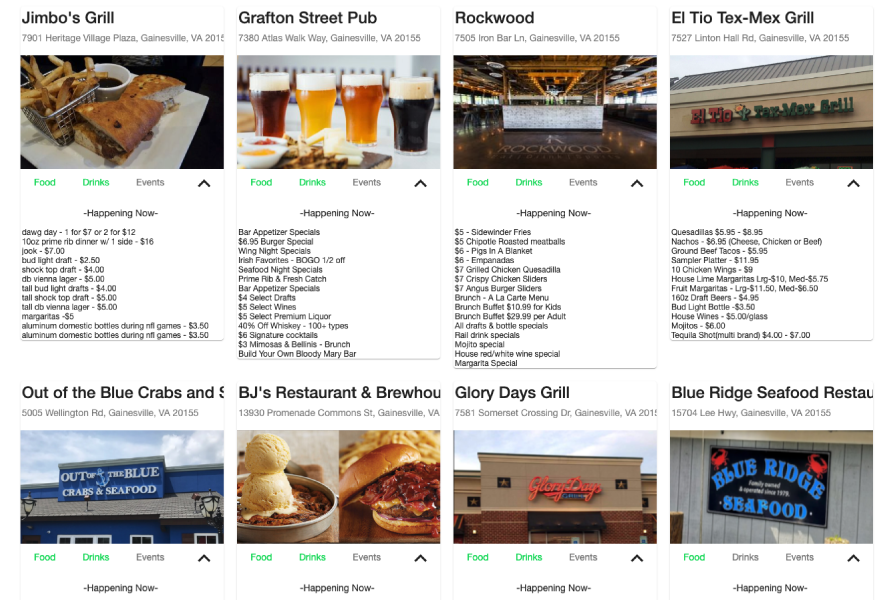 Jimbo's Grill
7901 Heritage Village Plaza, Gainesville, VA 2015
Food Drinks Events
-Happening Now-
dawg day - 1 for $7 or 2 for $12
10oz prime rib dinner w/ 1 side - $16
jook - $7.00
bud light draft - $2.50
shock top draft - $4.00
db vienna lager - $5.00
tall bud light drafts - $4.00
tall shock top draft - $5.00
tall db vienna lager - $5.00
margaritas -$5
aluminum domestic bottles during nfl games - $3.50
aluminum domestic bottles during nfl games - $3.50
Grafton Street Pub
7380 Atlas Walk Way, Gainesville, VA 20155
Food Drinks Events
-Happening Now-
Bar Appetizer Specials
$6.95 Burger Special
Wing Night Specials
Irish Favorites - BOGO 1/2 off
Seafood Night Specials
Prime Rib & Fresh Catch
Bar Appetizer Specials
$4 Select Drafts
$5 Select Wines
$5 Select Premium Liquor
40% Off Whiskey - 100+ types
$6 Signature cocktails
$3 Mimosas & Bellinis - Brunch
Build Your Own Bloody Mary Bar
Rockwood
7505 Iron Bar Ln, Gainesville, VA 20155
ROCKWOOD
Food Drinks Events
-Happening Now-
$5 - Sidewinder Fries
$5 Chipotle Roasted meatballs
$6 - Pigs In A Blanket
$6 - Empanadas
$7 Grilled Chicken Quesadilla
$7 Crispy Chicken Sliders
$7 Angus Burger Sliders
Brunch - A La Carte Menu
Brunch Buffet $10.99 for Kids
Brunch Buffet $29.99 per Adult
All drafts & bottle specials
Rail drink specials
Mojito special
House red/white wine special
Margarita Special
El Tio Tex-Mex Grill
7527 Linton Hall Rd, Gainesville, VA 20155
El Tio Tex-Mex Grill
Food Drinks Events
-Happening Now-
Quesadillas $5.95 - $8.95
Nachos - $6.95 (Cheese, Chicken or Beef)
Ground Beef Tacos - $5.95
Sampler Platter - $11.95
10 Chicken Wings - $9
House Lime Margaritas Lrg-$10, Med-$5.75
Fruit Margaritas - Lrg-$11.50, Med-$6.50
16oz Draft Beers - $4.95
Bud Light Bottle -$3.50
House Wines - $5.00/glass
Mojitos - $6.00
Tequila Shot(multi brand) $4.00 - $7.00
Out of the Blue Crabs and S
5005 Wellington Rd, Gainesville, VA 20155
OUT OF THE BLUE
CRABS & SEAFOOD
Food Drinks Events
-Happening Now-
BJ's Restaurant & Brewhou
13930 Promenade Commons St, Gainesville, VA
Food Drinks Events
-Happening Now-
Glory Days Grill
7581 Somerset Crossing Dr, Gainesville, VA 2015
Glory Days
GRILL
Food Drinks Events
-Happening Now-
Blue Ridge Seafood Restau
15704 Lee Hwy, Gainesville, VA 20155
BLUE RIDGE
Family owned
& operated since 1979.
SEAFOOD
Food Drinks Events
-Happening Now-